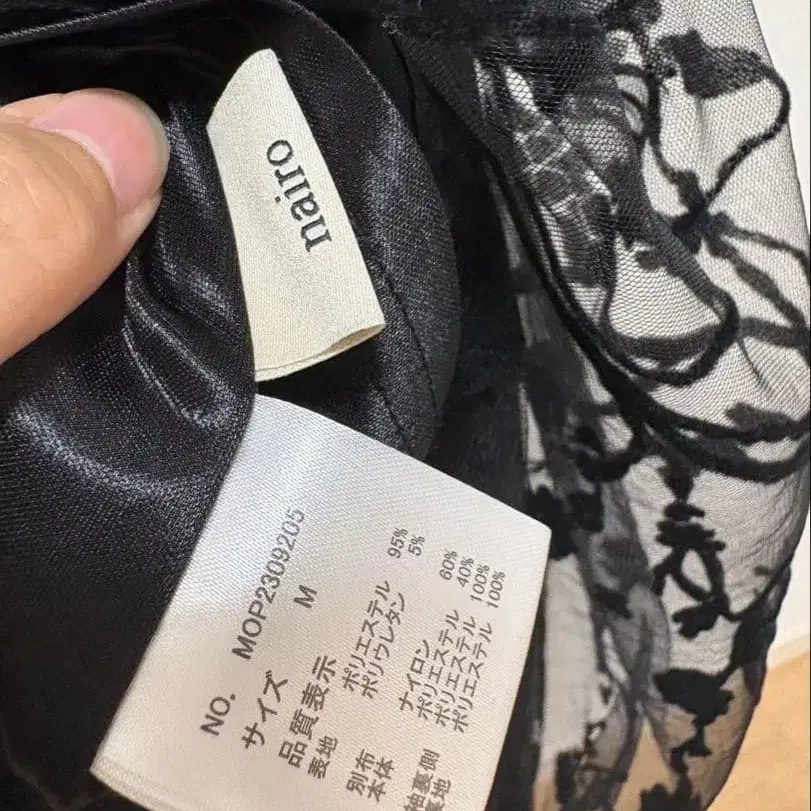 nairo
NO. MOP2309205
サイズ M
品質表示
表地 ポリエステル 95%
ポリウレタン 5%
別布
本体 ナイロン 60%
ポリエステル 40%
袖裏側 ポリエステル 100%
裏地 ポリエステル 100%